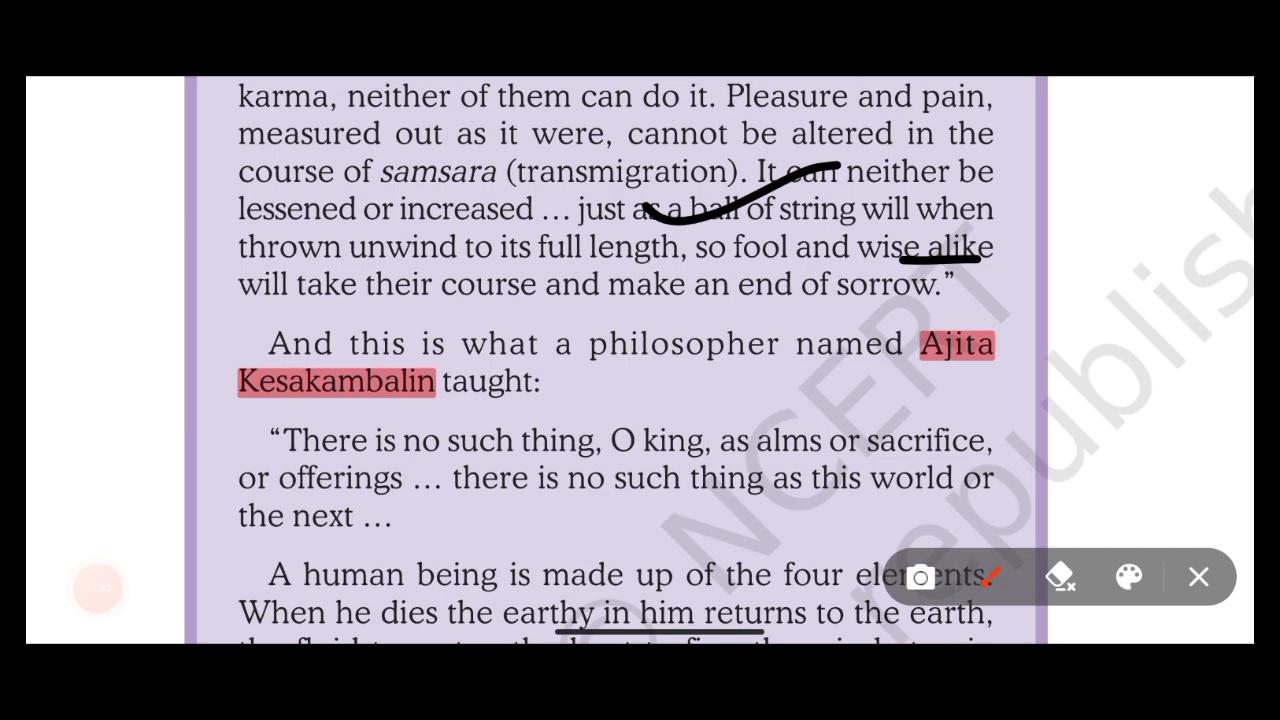 karma, neither of them can do it. Pleasure and pain,
measured out as it were, cannot be altered in the
course of samsara (transmigration). It can neither be
lessened or increased … just as a ball of string will when
thrown unwind to its full length, so fool and wise alike
will take their course and make an end of sorrow.”
And this is what a philosopher named Ajita
Kesakambalin taught:
“There is no such thing, O king, as alms or sacrifice,
or offerings … there is no such thing as this world or
the next …
A human being is made up of the four elements.
When he dies the earthy in him returns to the earth,
© NCERT
republish
17:40